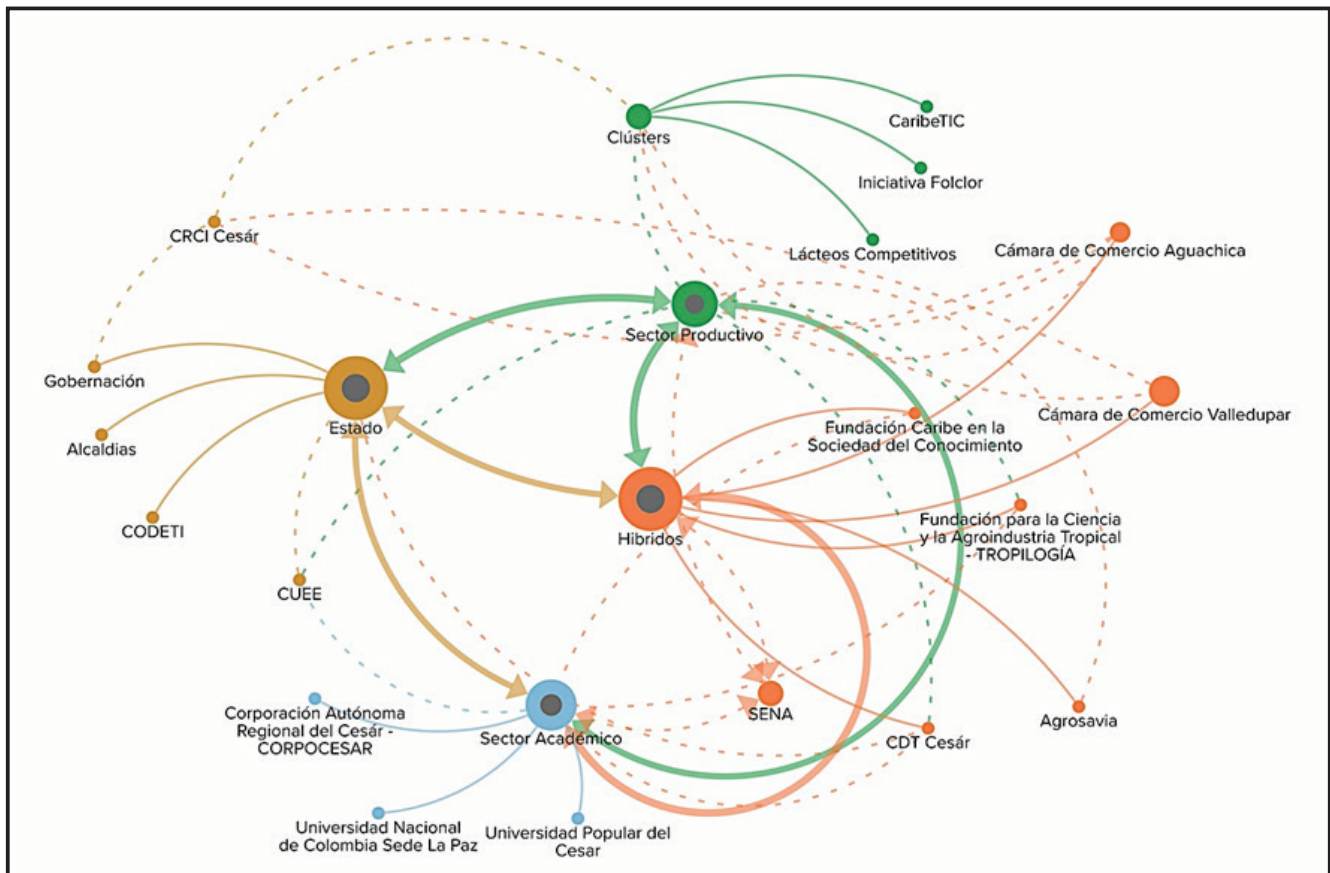 Clústers
CaribeTIC
Iniciativa Folclor
Lácteos Competitivos
CRCI Cesár
Cámara de Comercio Aguachica
Sector Productivo
Gobernación
Estado
Alcaldias
Cámara de Comercio Valledupar
Fundación Caribe en la
Sociedad del Conocimiento
CODETI
Hibridos
Fundación para la Ciencia
y la Agroindustria Tropical
- TROPILOGÍA
CUEE
Corporación Autónoma
Regional del Cesár -
CORPOCESAR
Sector Académico
SENA
CDT Cesár
Agrosavia
Universidad Nacional
de Colombia Sede La Paz
Universidad Popular del
Cesar